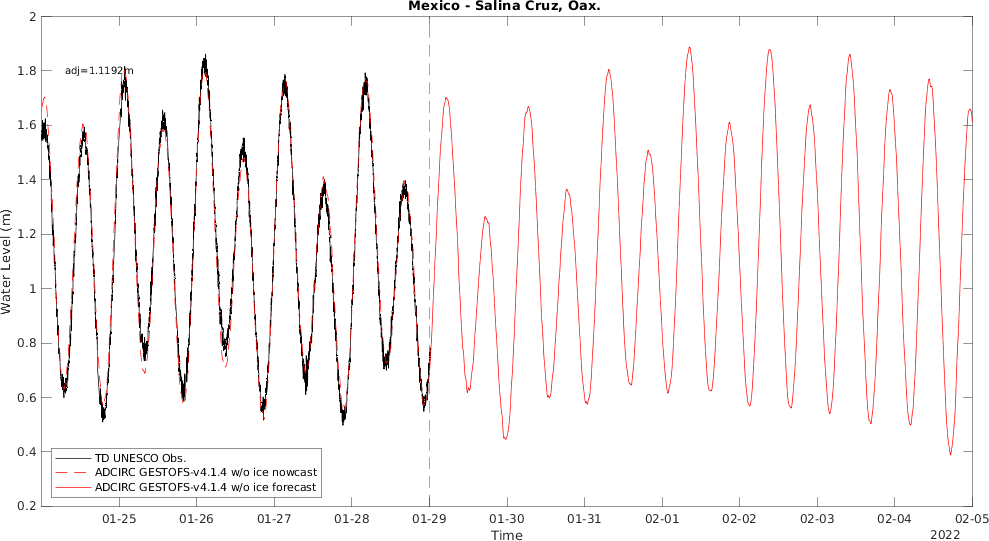 Mexico - Salina Cruz, Oax.
2
1.8
1.6
1.4
1.2
1
0.8
0.6
0.4
0.2
Water Level (m)
adj=1.1192m
TD UNESCO Obs.
ADCIRC GESTOFS-v4.1.4 w/o ice nowcast
ADCIRC GESTOFS-v4.1.4 w/o ice forecast
01-25 01-26 01-27 01-28 01-29 01-30 01-31 02-01 02-02 02-03 02-04 02-05
Time
2022